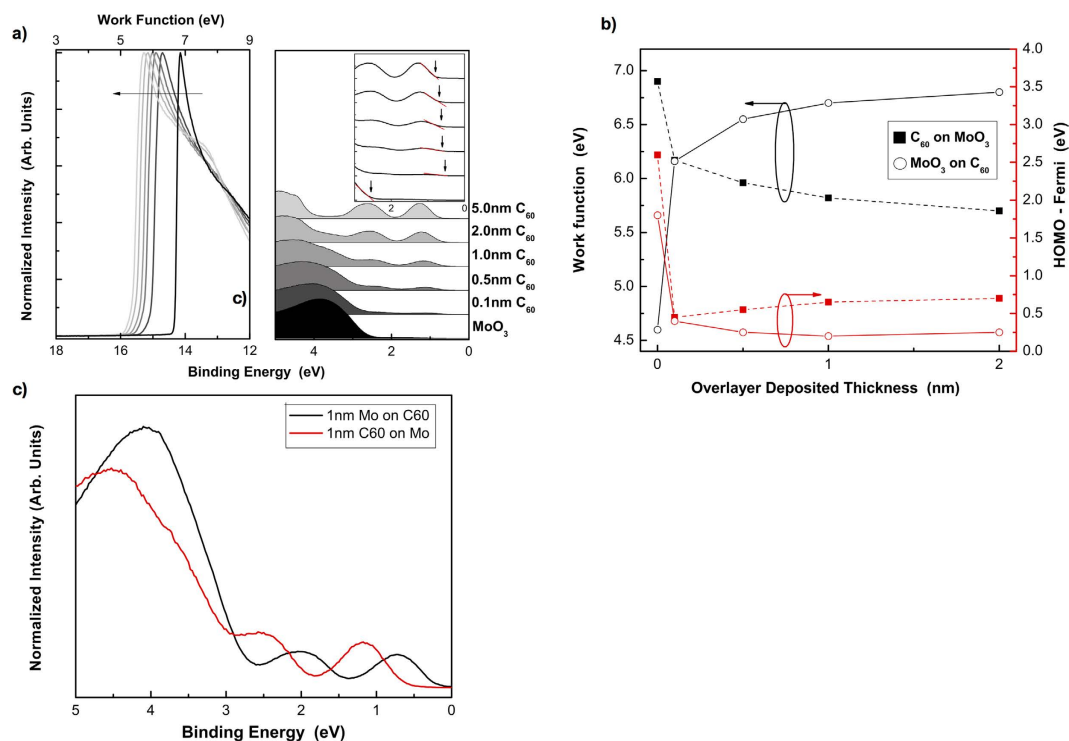 a)
Work Function (eV)
3 5 7 9
Normalized Intensity (Arb. Units)
c)
18 16 14 12
2 0
5.0nm C60
2.0nm C60
1.0nm C60
0.5nm C60
0.1nm C60
MoO3
4 2 0
Binding Energy (eV)
b)
7.0
6.5
6.0
5.5
5.0
4.5
Work function (eV)
4.0
3.5
3.0
2.5
2.0
1.5
1.0
0.5
0.0
HOMO - Fermi (eV)
C60 on MoO3
MoO3 on C60
0 1 2
Overlayer Deposited Thickness (nm)
c)
Normalized Intensity (Arb. Units)
1nm Mo on C60
1nm C60 on Mo
5 4 3 2 1 0
Binding Energy (eV)